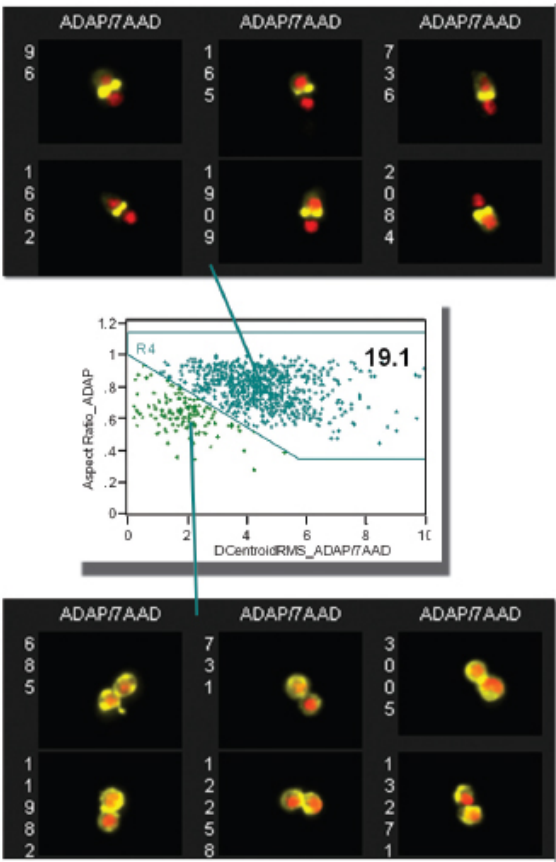 ADAP/7AAD ADAP/7AAD ADAP/7AAD
96 165 736
1662 1909 2084
1.2
1
.8
.6
.4
.2
0
R4
19.1
Aspect Ratio_ADAP
0 2 4 6 8 10
DCentroidRMS_ADAP/7AAD
ADAP/7AAD ADAP/7AAD ADAP/7AAD
685 731 3005
11982 12258 13271